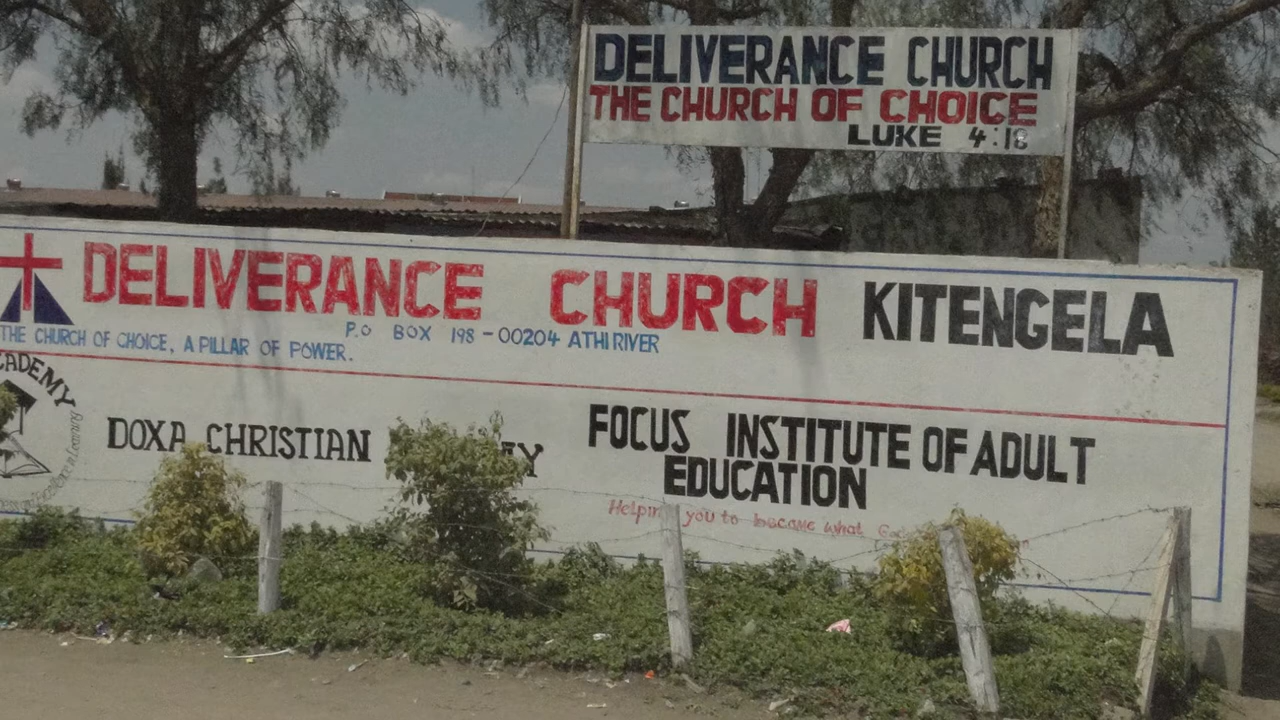 DELIVERANCE CHURCH
THE CHURCH OF CHOICE
LUKE 4:18
DELIVERANCE CHURCH KITENGELA
P.O BOX 198 - 00204 ATHI RIVER
THE CHURCH OF CHOICE, A PILLAR OF POWER.
DOXA CHRISTIAN
FOCUS INSTITUTE OF ADULT
EDUCATION
Helping you to become what